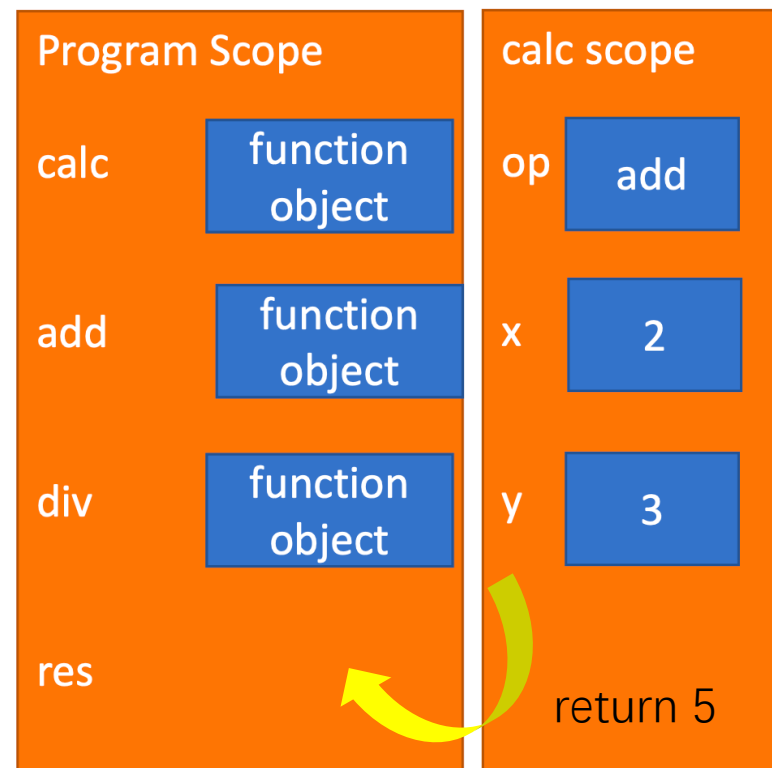 Program Scope
calc
function
object
add
function
object
div
function
object
res
calc scope
op
add
x
2
y
3
return 5